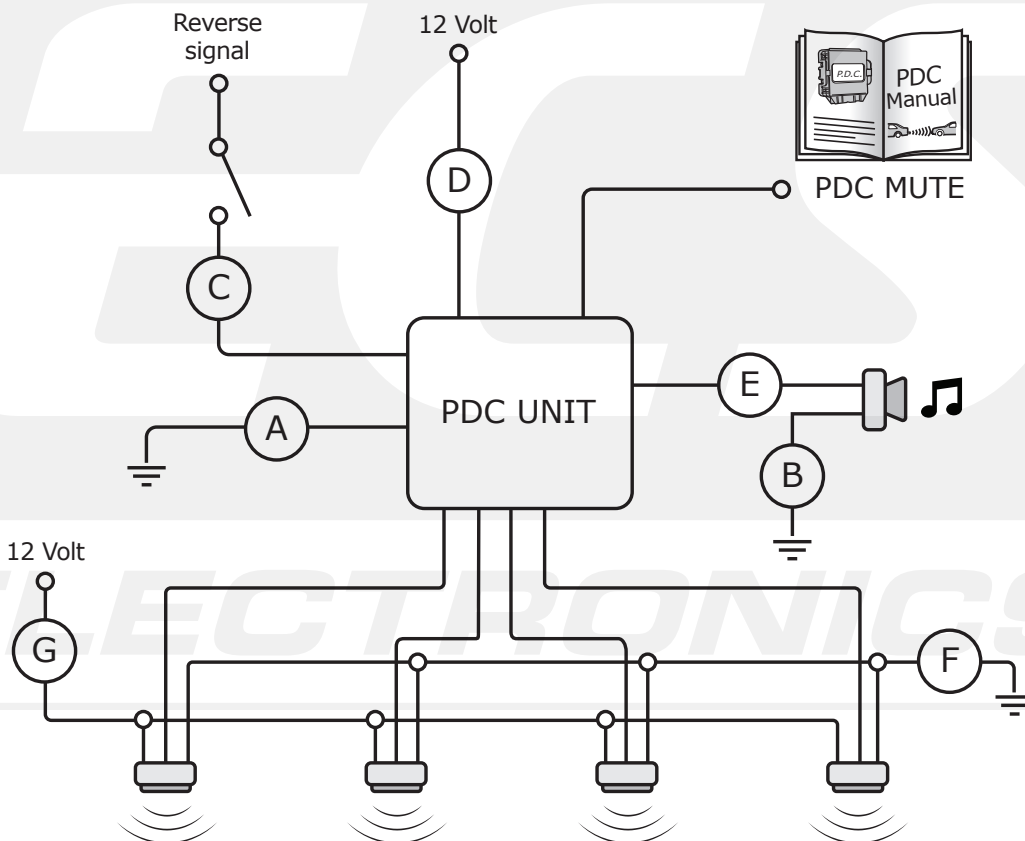 Reverse
signal
12 Volt
P.D.C.
PDC
Manual
PDC MUTE
D
C
PDC UNIT
E
A
B
12 Volt
ELECTRONICS
G
F